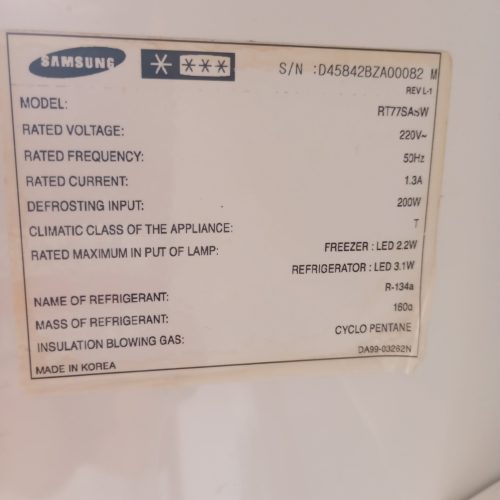 SAMSUNG
S/N :D45842BZA00082 M
REV L-1
MODEL:
RATED VOLTAGE: 220V~
RATED FREQUENCY: 50Hz
RATED CURRENT: 1.3A
DEFROSTING INPUT: 200W
CLIMATIC CLASS OF THE APPLIANCE: T
RATED MAXIMUM IN PUT OF LAMP: FREEZER : LED 2.2W
REFRIGERATOR : LED 3.1W
NAME OF REFRIGERANT: R-134a
MASS OF REFRIGERANT: 160g
INSULATION BLOWING GAS: CYCLO PENTANE
MADE IN KOREA DA99-03262N